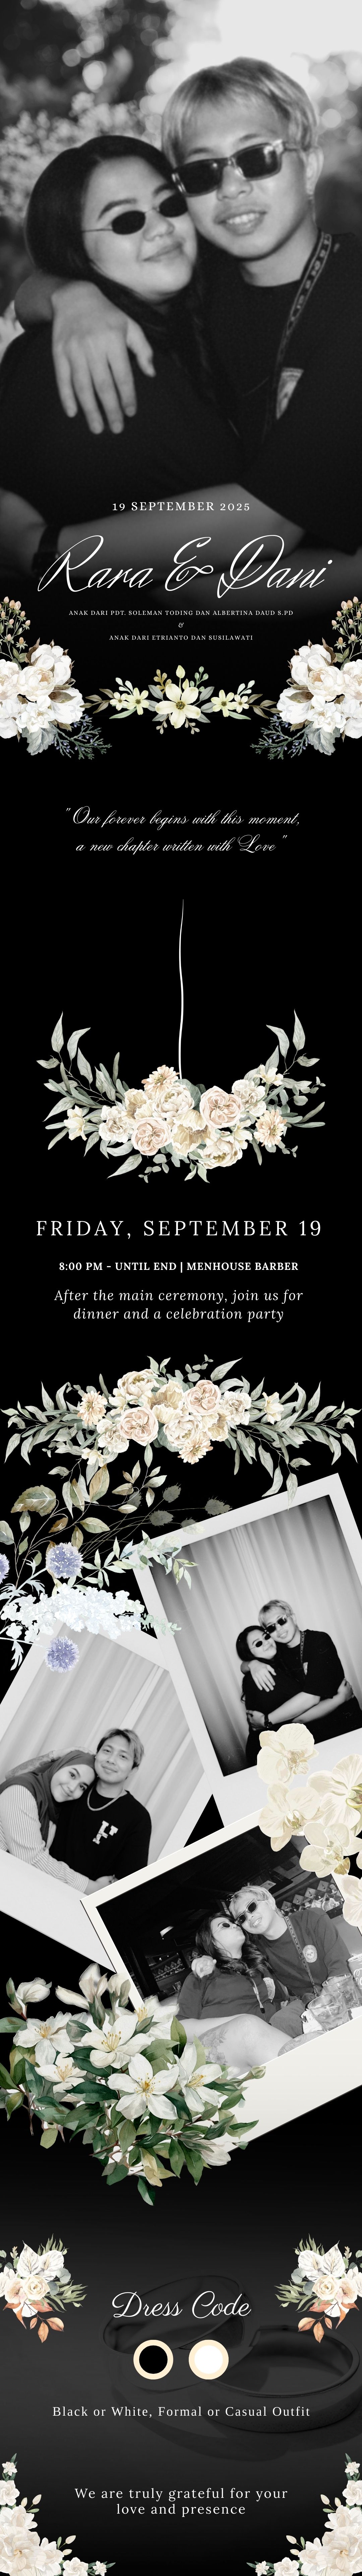 19 SEPTEMBER 2025
Rara & Dani
ANAK DARI PDT. SOLEMAN TODING DAN ALBERTINA DAUD S.PD
&
ANAK DARI ETRIANTO DAN SUSILAWATI
" Our forever begins with this moment,
a new chapter written with Love "
FRIDAY, SEPTEMBER 19
8:00 PM - UNTIL END | MENHOUSE BARBER
After the main ceremony, join us for
dinner and a celebration party
F
Dress Code
Black or White, Formal or Casual Outfit
We are truly grateful for your
love and presence